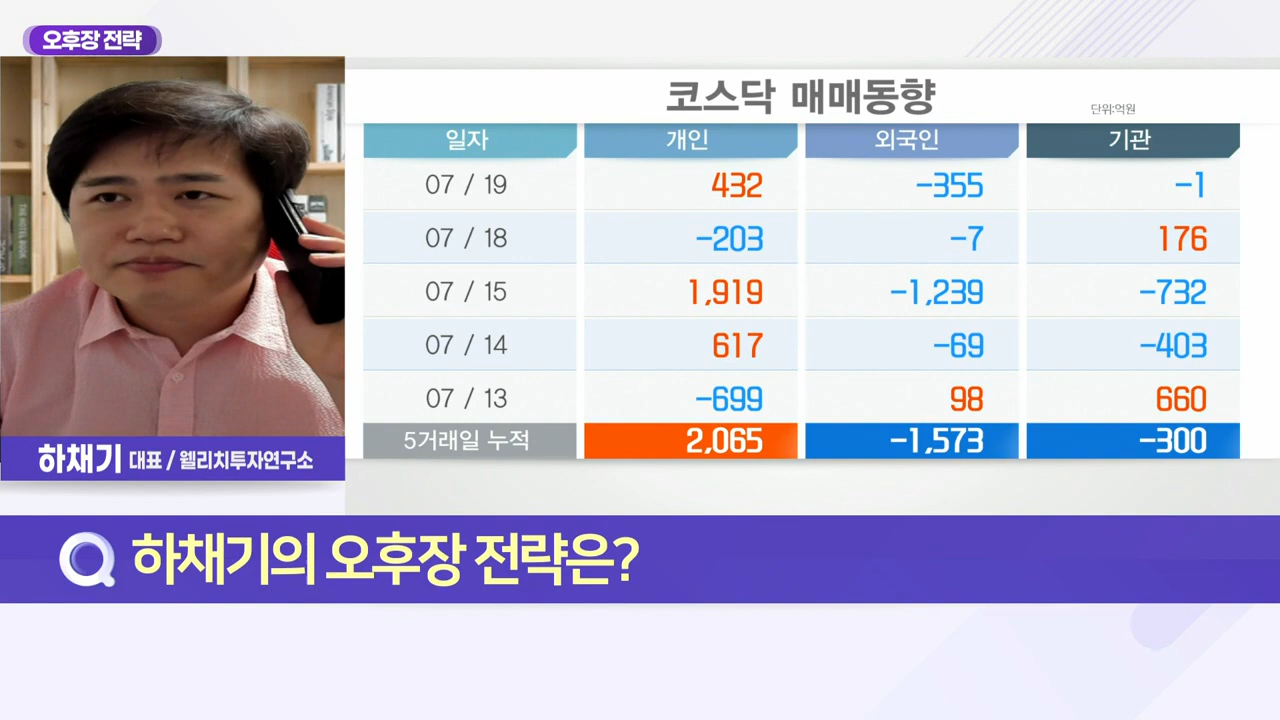 오후장 전략
코스닥 매매동향
단위:억원
일자 개인 외국인 기관
07 / 19 432 -355 -1
07 / 18 -203 -7 176
07 / 15 1,919 -1,239 -732
07 / 14 617 -69 -403
07 / 13 -699 98 660
5거래일 누적 2,065 -1,573 -300
THE HOTEL BOOK
하채기 대표 / 웰리치투자연구소
하채기의 오후장 전략은?